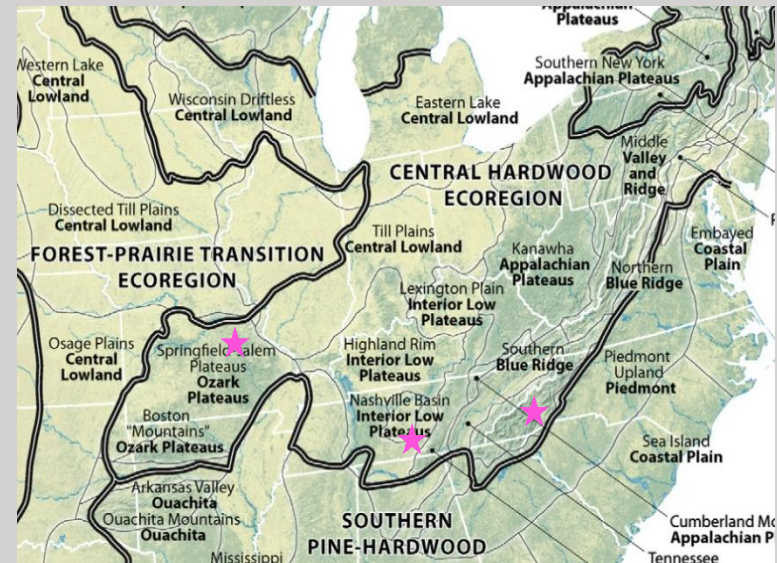 Appalachian
Plateaus
Western Lake
Central
Lowland
Wisconsin Driftless
Central Lowland
Eastern Lake
Central Lowland
Southern New York
Appalachian Plateaus
Middle
Valley
and
Ridge
CENTRAL HARDWOOD
ECOREGION
Dissected Till Plains
Central Lowland
Till Plains
Central Lowland
Embayed
Coastal
Plain
FOREST-PRAIRIE TRANSITION
ECOREGION
Kanawha
Appalachian
Plateaus
Northern
Blue Ridge
Lexington Plain
Interior Low
Plateaus
Osage Plains
Central
Lowland
Springfield-Salem
Plateaus
Ozark
Plateaus
Highland Rim
Interior Low
Plateaus
Southern
Blue Ridge
Piedmont
Upland
Piedmont
Nashville Basin
Interior Low
Plateaus
Boston
"Mountains"
Ozark Plateaus
Sea Island
Coastal Plain
Arkansas Valley
Ouachita
Ouachita Mountains
Ouachita
SOUTHERN
PINE-HARDWOOD
Cumberland Mo
Appalachian P
Mississippi
Tennessee